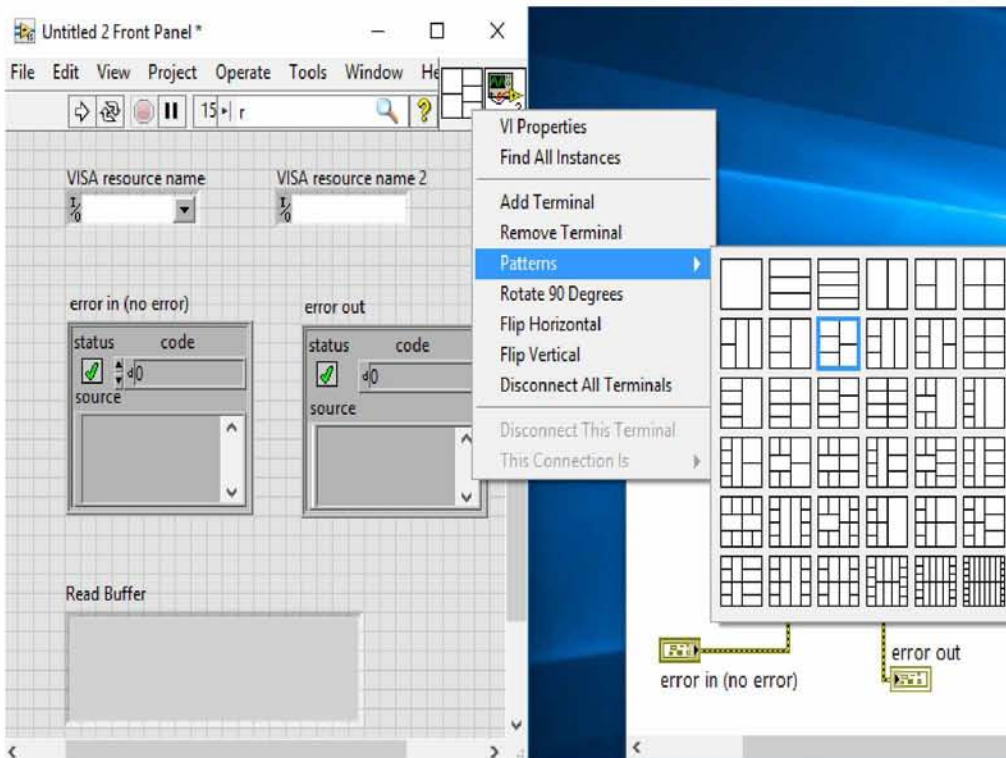 Untitled 2 Front Panel *
File Edit View Project Operate Tools Window He
15 r ?
2
VISA resource name
VISA resource name 2
I/O
I/O
error in (no error)
status code
d 0
source
error out
status code
d 0
source
Read Buffer
VI Properties
Find All Instances
Add Terminal
Remove Terminal
Patterns
Rotate 90 Degrees
Flip Horizontal
Flip Vertical
Disconnect All Terminals
Disconnect This Terminal
This Connection Is
error in (no error)
error out